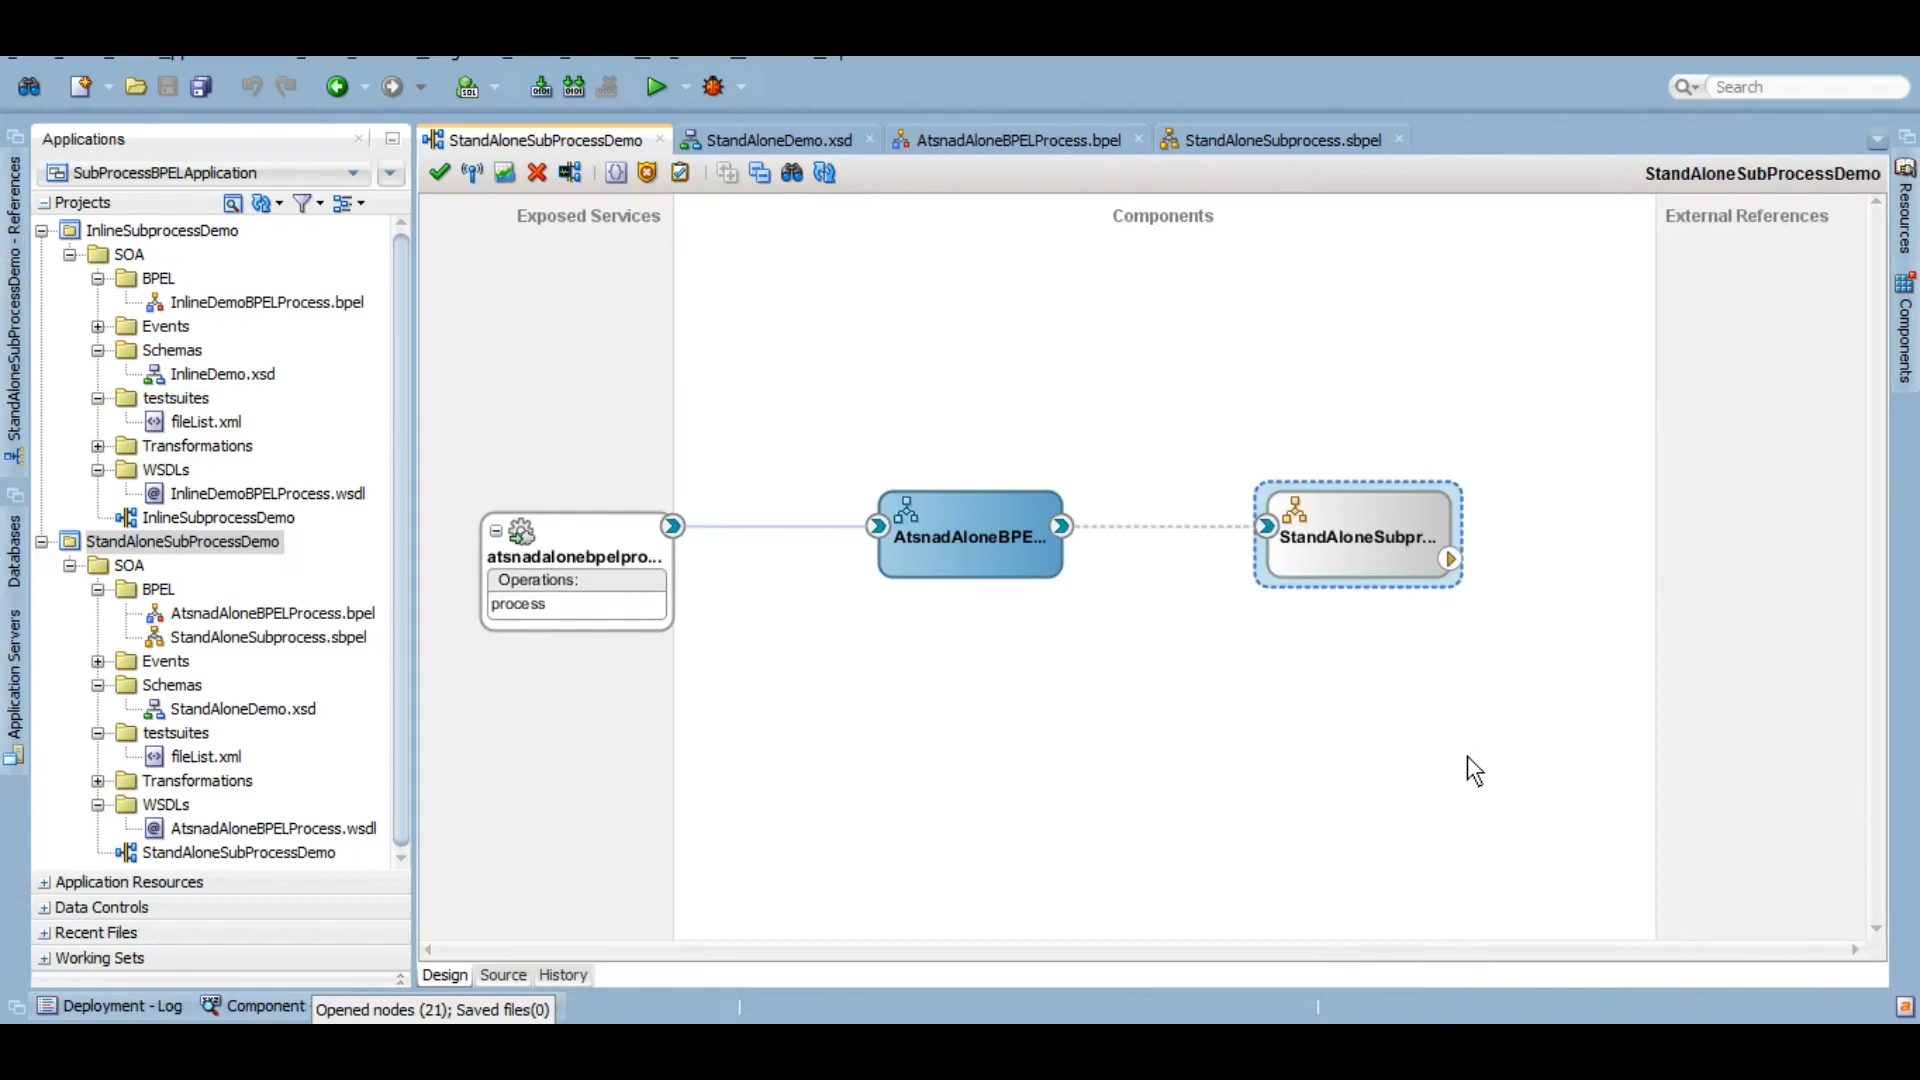 Search
Applications
SubProcessBPELApplication
Projects
InlineSubprocessDemo
SOA
BPEL
InlineDemoBPELProcess.bpel
Events
Schemas
InlineDemo.xsd
testsuites
fileList.xml
Transformations
WSDLs
InlineDemoBPELProcess.wsdl
InlineSubprocessDemo
StandAloneSubProcessDemo
SOA
BPEL
AtsnadAloneBPELProcess.bpel
StandAloneSubprocess.sbpel
Events
Schemas
StandAloneDemo.xsd
testsuites
fileList.xml
Transformations
WSDLs
AtsnadAloneBPELProcess.wsdl
StandAloneSubProcessDemo
Application Resources
Data Controls
Recent Files
Working Sets
StandAloneSubProcessDemo - References
Databases
Application Servers
StandAloneSubProcessDemo
StandAloneDemo.xsd
AtsnadAloneBPELProcess.bpel
StandAloneSubprocess.sbpel
StandAloneSubProcessDemo
Exposed Services
Components
External References
atsnadalonebpelpro...
Operations:
process
AtsnadAloneBPE...
StandAloneSubpr...
Resources
Components
Design
Source
History
Deployment - Log
Component
Opened nodes (21); Saved files(0)